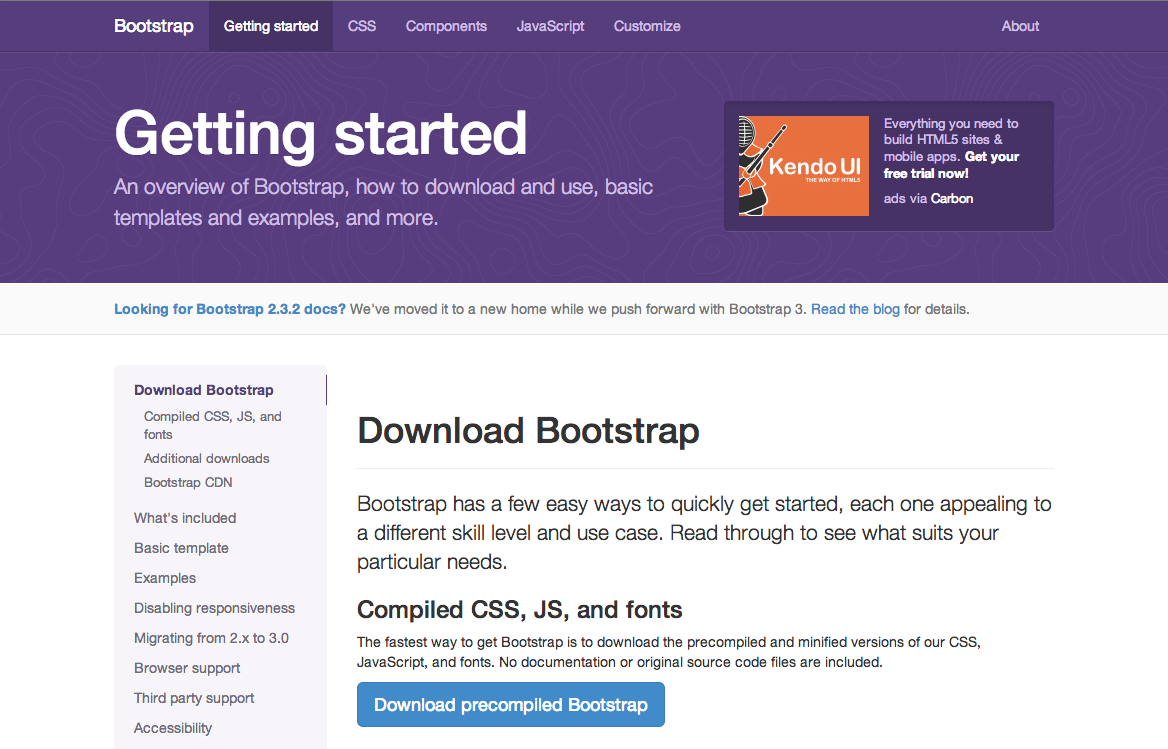 Bootstrap
Getting started
CSS
Components
JavaScript
Customize
About
Getting started
An overview of Bootstrap, how to download and use, basic
templates and examples, and more.
Kendo UI
THE WAY OF HTML5
Everything you need to
build HTML5 sites &
mobile apps. Get your
free trial now!
ads via Carbon
Looking for Bootstrap 2.3.2 docs? We've moved it to a new home while we push forward with Bootstrap 3. Read the blog for details.
Download Bootstrap
Compiled CSS, JS, and
fonts
Additional downloads
Bootstrap CDN
What's included
Basic template
Examples
Disabling responsiveness
Migrating from 2.x to 3.0
Browser support
Third party support
Accessibility
Download Bootstrap
Bootstrap has a few easy ways to quickly get started, each one appealing to
a different skill level and use case. Read through to see what suits your
particular needs.
Compiled CSS, JS, and fonts
The fastest way to get Bootstrap is to download the precompiled and minified versions of our CSS,
JavaScript, and fonts. No documentation or original source code files are included.
Download precompiled Bootstrap